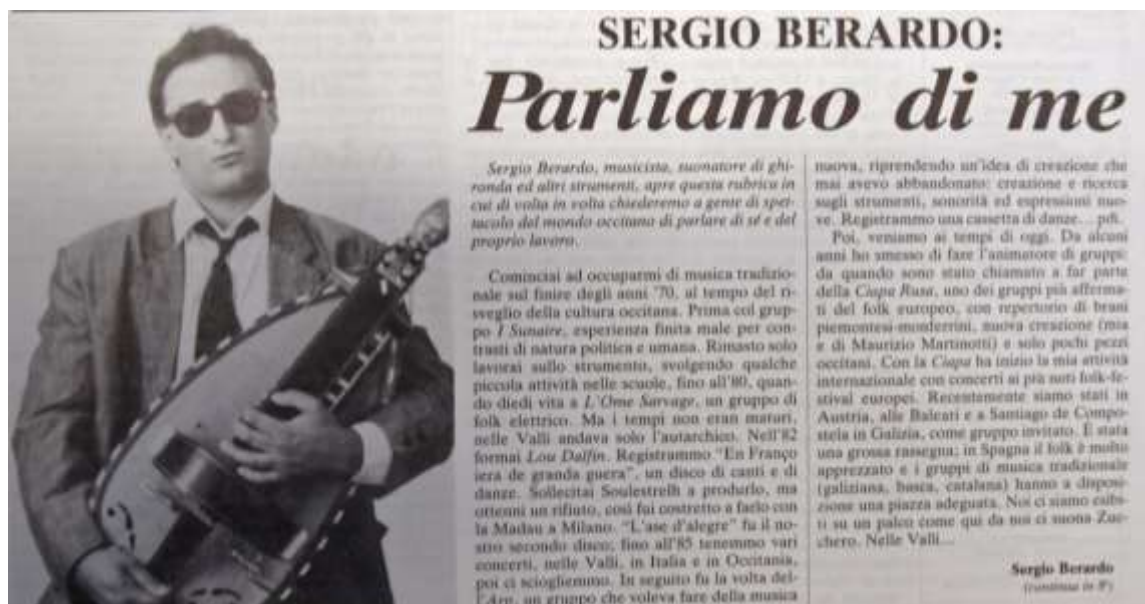 SERGIO BERARDO:
Parliamo di me
Sergio Berardo, musicista, suonatore di ghi-
ronda ed altri strumenti, apre questa rubrica in
cui di volta in volta chiederemo a gente di spet-
tacolo del mondo occitano di parlare di sé e del
proprio lavoro.
Cominciai ad occuparmi di musica tradizio-
nale sul finire degli anni '70, al tempo del ri-
sveglio della cultura occitana. Prima col grup-
po I Sunaire, esperienza finita male per con-
trasti di natura politica e umana. Rimasto solo
lavorai sullo strumento, svolgendo qualche
piccola attività nelle scuole, fino all'80, quan-
do diedi vita a L'Ome Sarvage, un gruppo di
folk elettrico. Ma i tempi non eran maturi,
nelle Valli andava solo l'autarchico. Nell'82
formai Lou Dalfin. Registrammo "En Franço
iera de granda guera", un disco di canti e di
danze. Sollecitai Soulestrelh a produrlo, ma
ottenni un rifiuto, così fui costretto a farlo con
la Madau a Milano. "L'ase d'alegre" fu il no-
stro secondo disco; fino all'85 tenemmo vari
concerti, nelle Valli, in Italia e in Occitania,
poi ci sciogliemmo. In seguito fu la volta del-
l'Arp, un gruppo che voleva fare della musica
nuova, riprendendo un'idea di creazione che
mai avevo abbandonato: creazione e ricerca
sugli strumenti, sonorità ed espressioni nuo-
ve. Registrammo una cassetta di danze...
Poi, veniamo ai tempi di oggi. Da alcuni
anni ho smesso di fare l'animatore di gruppi:
da quando sono stato chiamato a far parte
della Ciapa Rusa, uno dei gruppi più afferma-
ti del folk europeo, con repertorio di brani
piemontesi-monferrini, nuova creazione (mia
e di Maurizio Martinotti) e solo pochi pezzi
occitani. Con la Ciapa ha inizio la mia attività
internazionale con concerti ai più noti folk-fe-
stival europei. Recentemente siamo stati in
Austria, alle Baleari e a Santiago de Compo-
stela in Galizia, come gruppo invitato. È stata
una grossa rassegna; in Spagna il folk è molto
apprezzato e i gruppi di musica tradizionale
(galiziana, basca, catalana) hanno a disposi-
zione una piazza adeguata. Noi ci siamo esibi-
ti su un palco come qui da noi ci suona Zuc-
chero. Nelle Valli...
Sergio Berardo
(continua in 8ª)